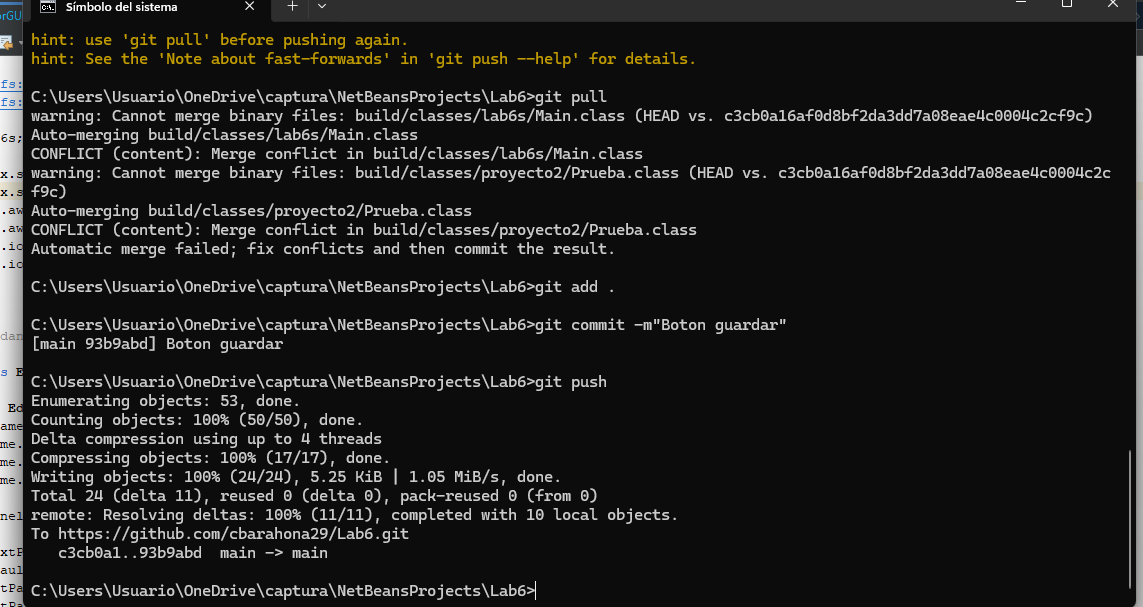 Símbolo del sistema
hint: use 'git pull' before pushing again.
hint: See the 'Note about fast-forwards' in 'git push --help' for details.
C:\Users\Usuario\OneDrive\captura\NetBeansProjects\Lab6>git pull
warning: Cannot merge binary files: build/classes/lab6s/Main.class (HEAD vs. c3cb0a16af0d8bf2da3dd7a08eae4c0004c2cf9c)
Auto-merging build/classes/lab6s/Main.class
CONFLICT (content): Merge conflict in build/classes/lab6s/Main.class
warning: Cannot merge binary files: build/classes/proyecto2/Prueba.class (HEAD vs. c3cb0a16af0d8bf2da3dd7a08eae4c0004c2c
f9c)
Auto-merging build/classes/proyecto2/Prueba.class
CONFLICT (content): Merge conflict in build/classes/proyecto2/Prueba.class
Automatic merge failed; fix conflicts and then commit the result.
C:\Users\Usuario\OneDrive\captura\NetBeansProjects\Lab6>git add .
C:\Users\Usuario\OneDrive\captura\NetBeansProjects\Lab6>git commit -m"Boton guardar"
[main 93b9abd] Boton guardar
C:\Users\Usuario\OneDrive\captura\NetBeansProjects\Lab6>git push
Enumerating objects: 53, done.
Counting objects: 100% (50/50), done.
Delta compression using up to 4 threads
Compressing objects: 100% (17/17), done.
Writing objects: 100% (24/24), 5.25 KiB | 1.05 MiB/s, done.
Total 24 (delta 11), reused 0 (delta 0), pack-reused 0 (from 0)
remote: Resolving deltas: 100% (11/11), completed with 10 local objects.
To https://github.com/cbarahona29/Lab6.git
c3cb0a1..93b9abd main -> main
C:\Users\Usuario\OneDrive\captura\NetBeansProjects\Lab6>